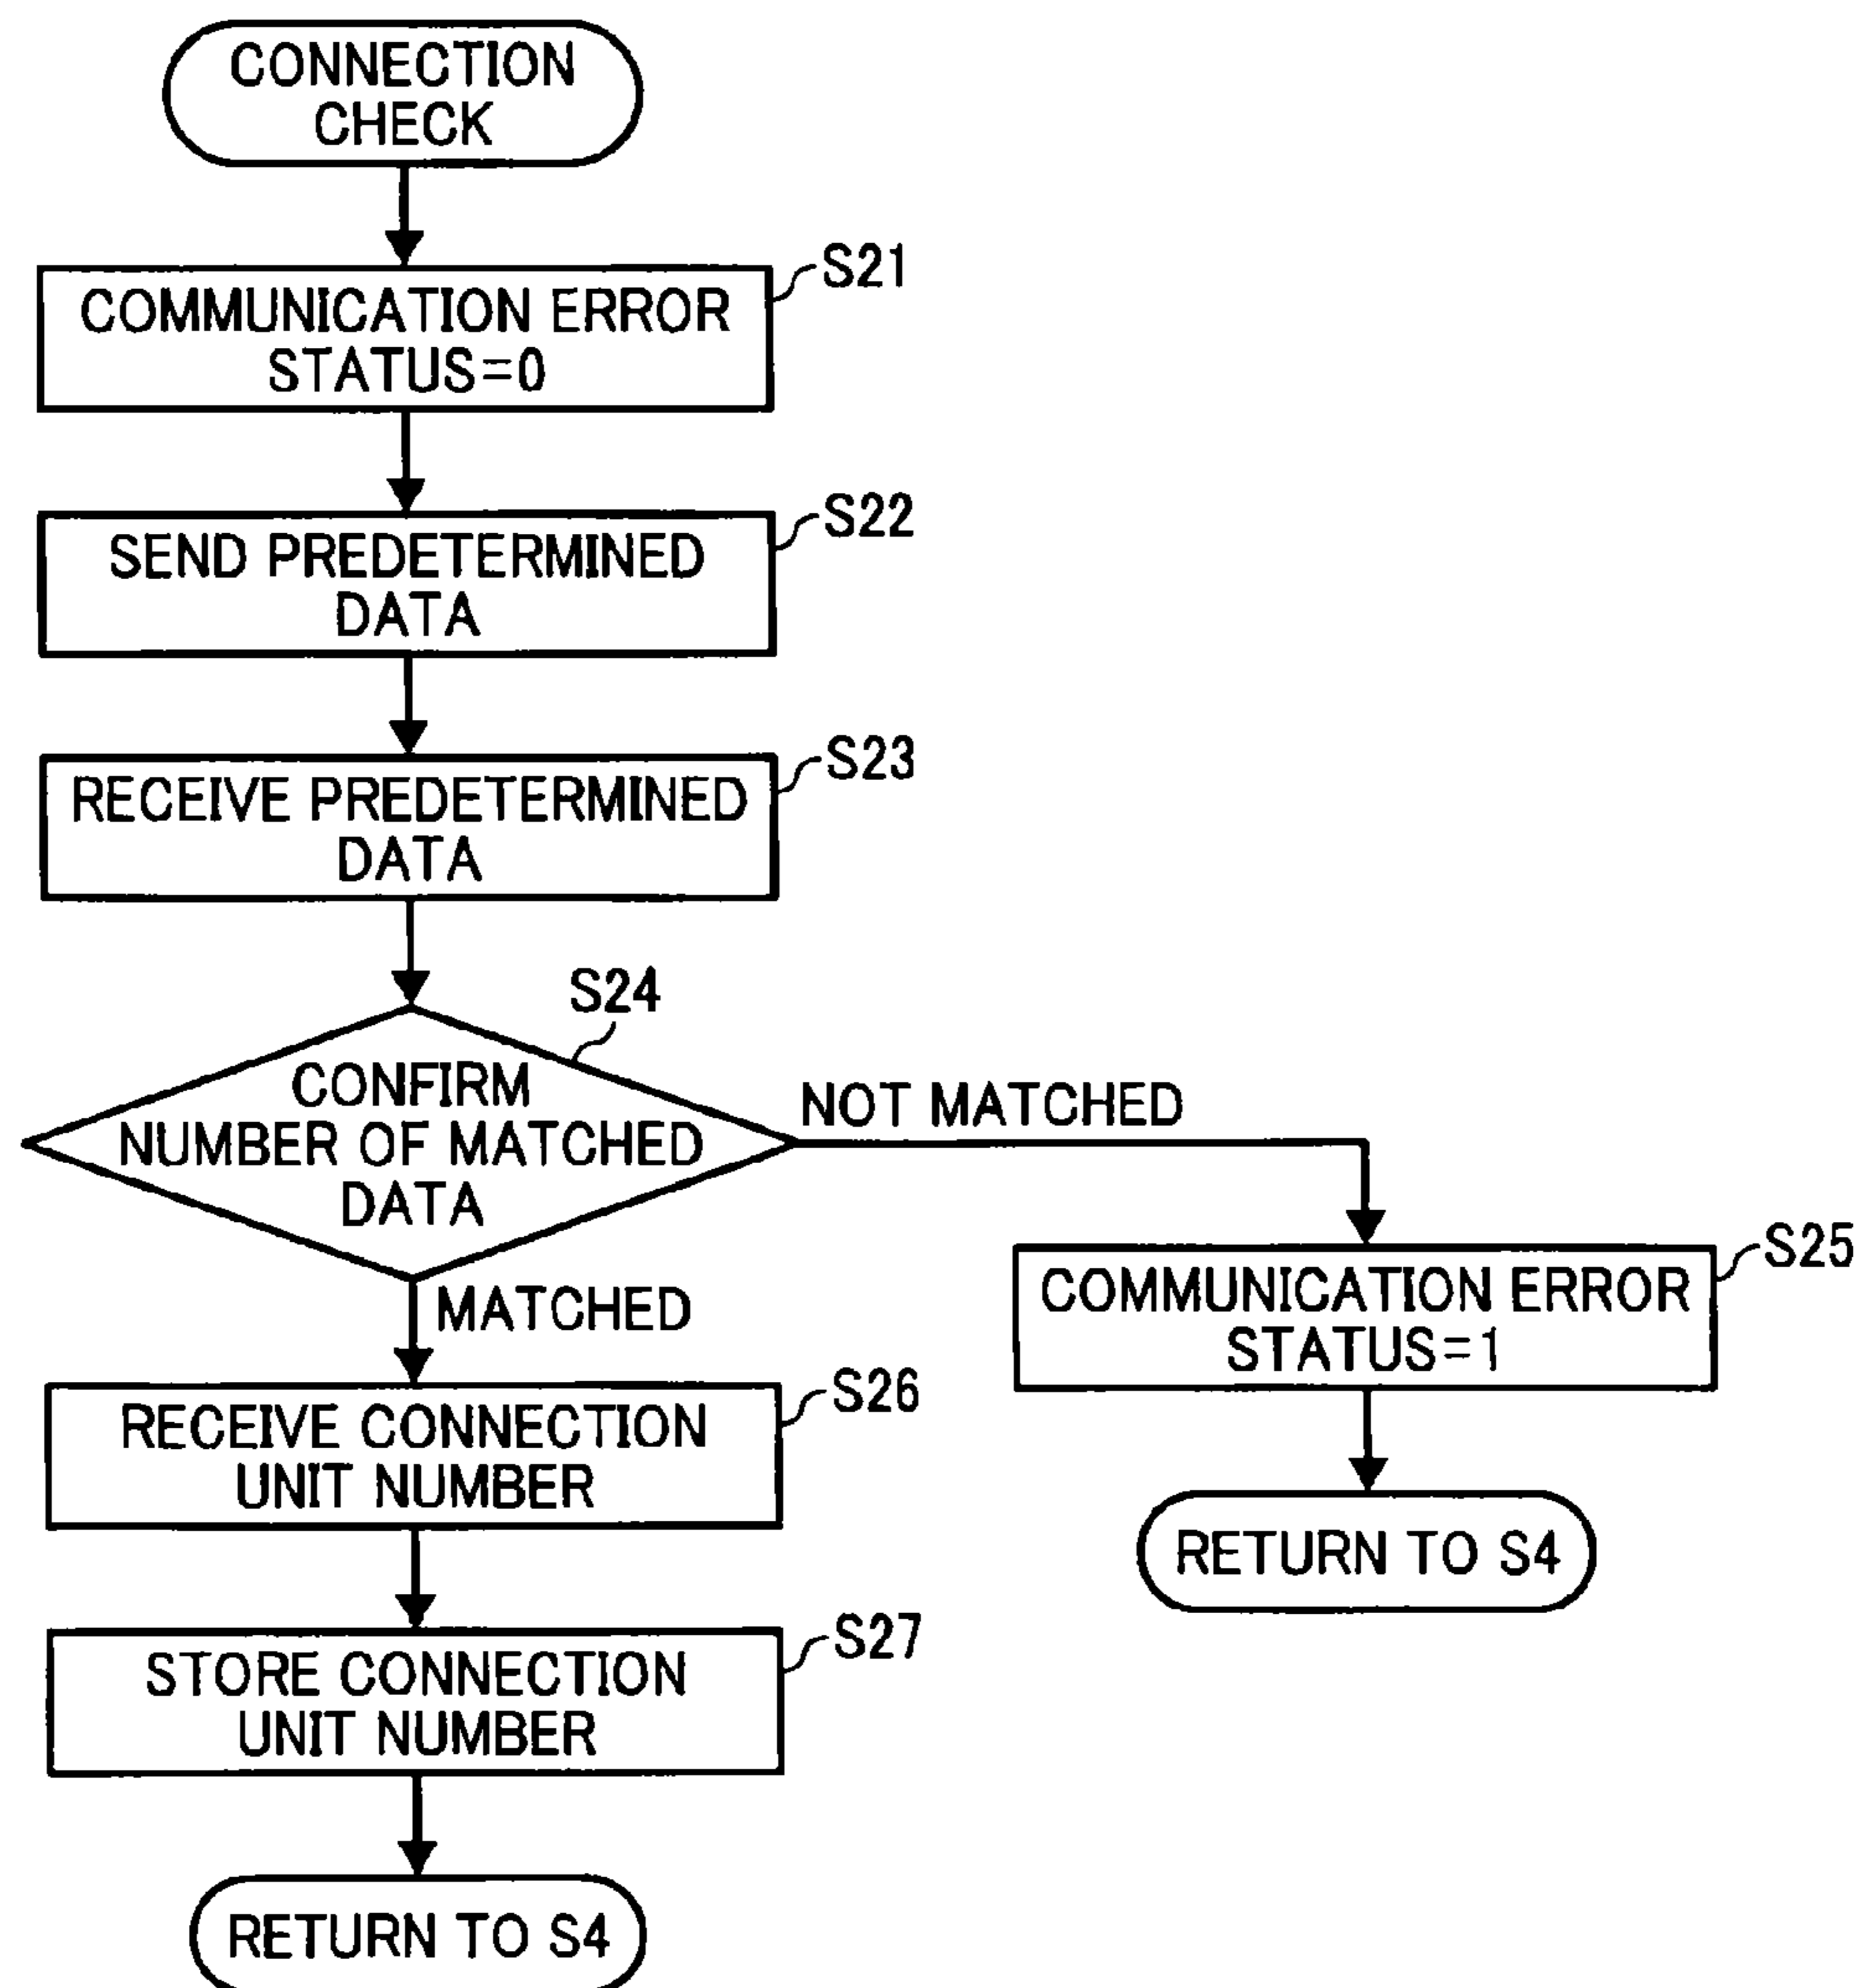 CONNECTION
CHECK
S21
COMMUNICATION ERROR
STATUS=0
S22
SEND PREDETERMINED
DATA
S23
RECEIVE PREDETERMINED
DATA
S24
CONFIRM
NUMBER OF MATCHED
DATA
NOT MATCHED
MATCHED
S25
COMMUNICATION ERROR
STATUS=1
RETURN TO S4
S26
RECEIVE CONNECTION
UNIT NUMBER
S27
STORE CONNECTION
UNIT NUMBER
RETURN TO S4